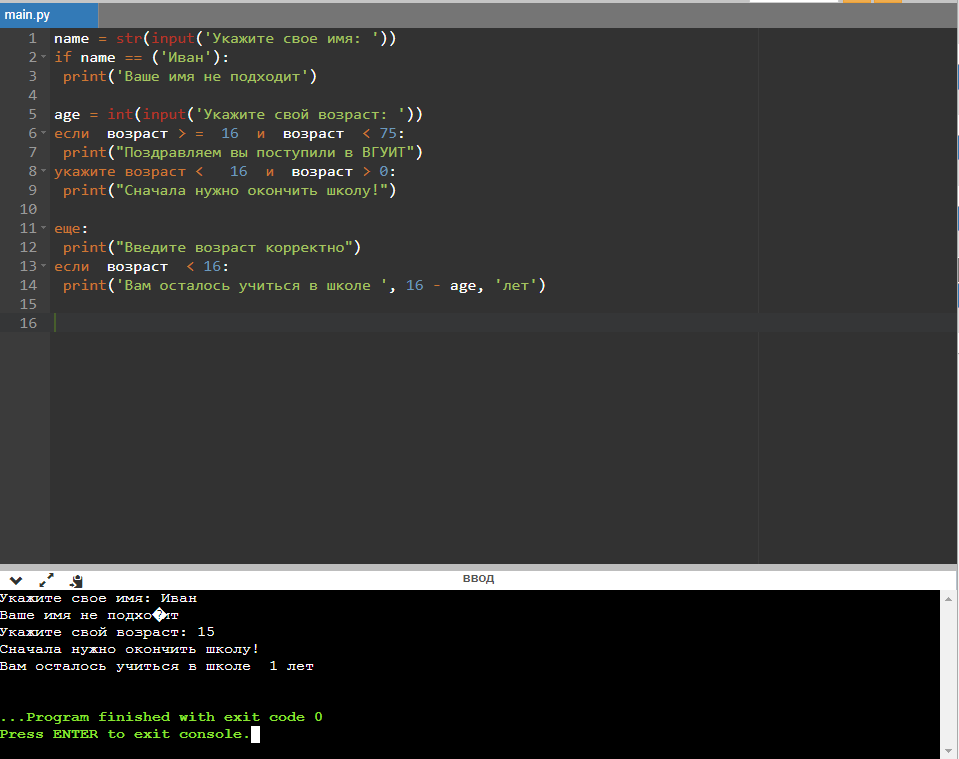 main.py
1 name = str(input('Укажите свое имя: '))
2 if name == ('Иван'):
3 print('Ваше имя не подходит')
4
5 age = int(input('Укажите свой возраст: '))
6 если возраст > = 16 и возраст < 75:
7 print("Поздравляем вы поступили в ВГУИТ")
8 укажите возраст < 16 и возраст > 0:
9 print("Сначала нужно окончить школу!")
10
11 еще:
12 print("Введите возраст корректно")
13 если возраст < 16:
14 print('Вам осталось учиться в школе ', 16 - age, 'лет')
15
16
ввод
Укажите свое имя: Иван
Ваше имя не подхо�ит
Укажите свой возраст: 15
Сначала нужно окончить школу!
Вам осталось учиться в школе  1 лет
...Program finished with exit code 0
Press ENTER to exit console.